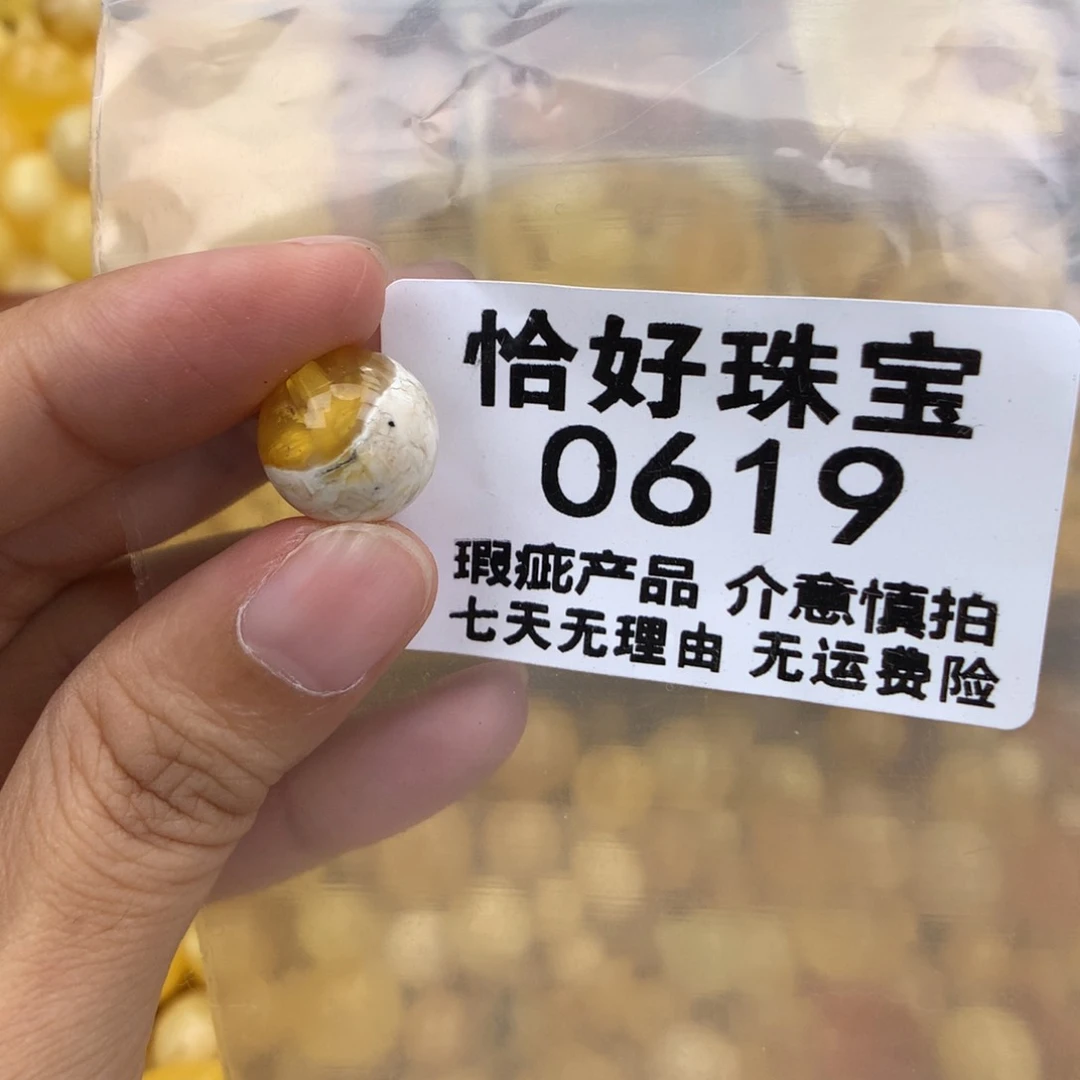 恰好珠宝
0619
瑕疵产品 介意慎拍
七天无理由 无运费险